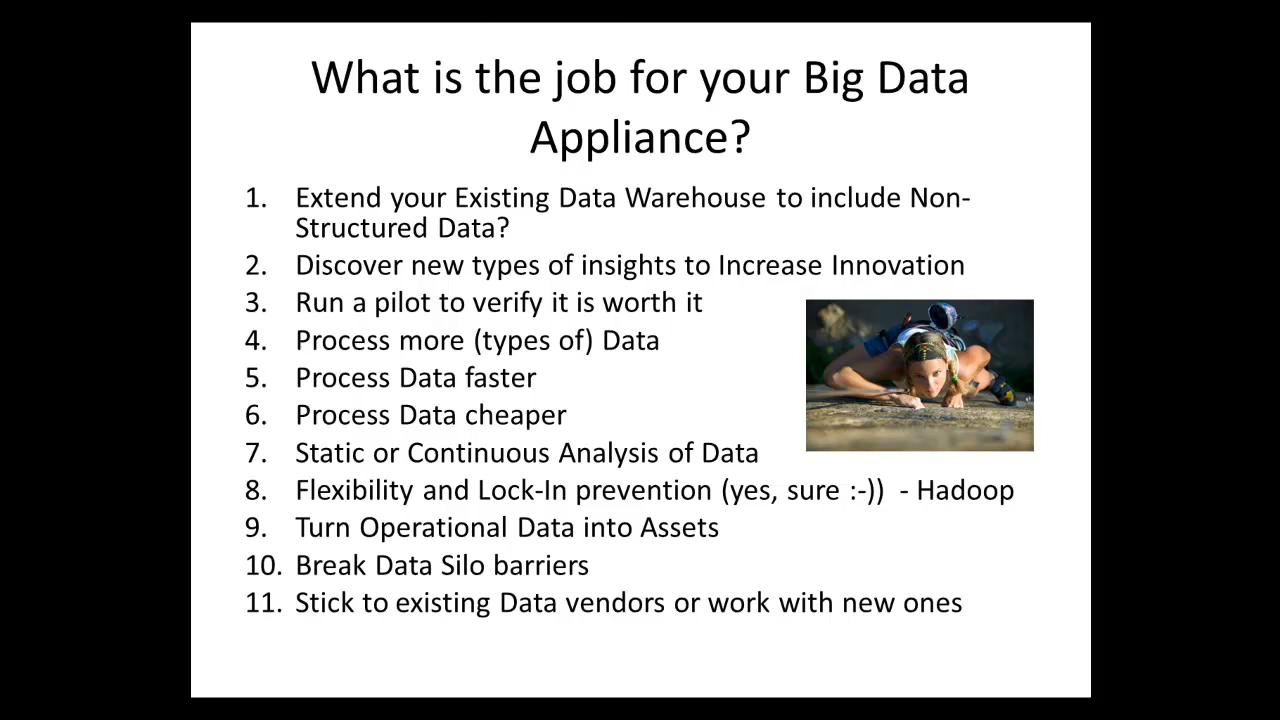 What is the job for your Big Data
Appliance?
1. Extend your Existing Data Warehouse to include Non-
Structured Data?
2. Discover new types of insights to Increase Innovation
3. Run a pilot to verify it is worth it
4. Process more (types of) Data
5. Process Data faster
6. Process Data cheaper
7. Static or Continuous Analysis of Data
8. Flexibility and Lock-In prevention (yes, sure :-)) - Hadoop
9. Turn Operational Data into Assets
10. Break Data Silo barriers
11. Stick to existing Data vendors or work with new ones